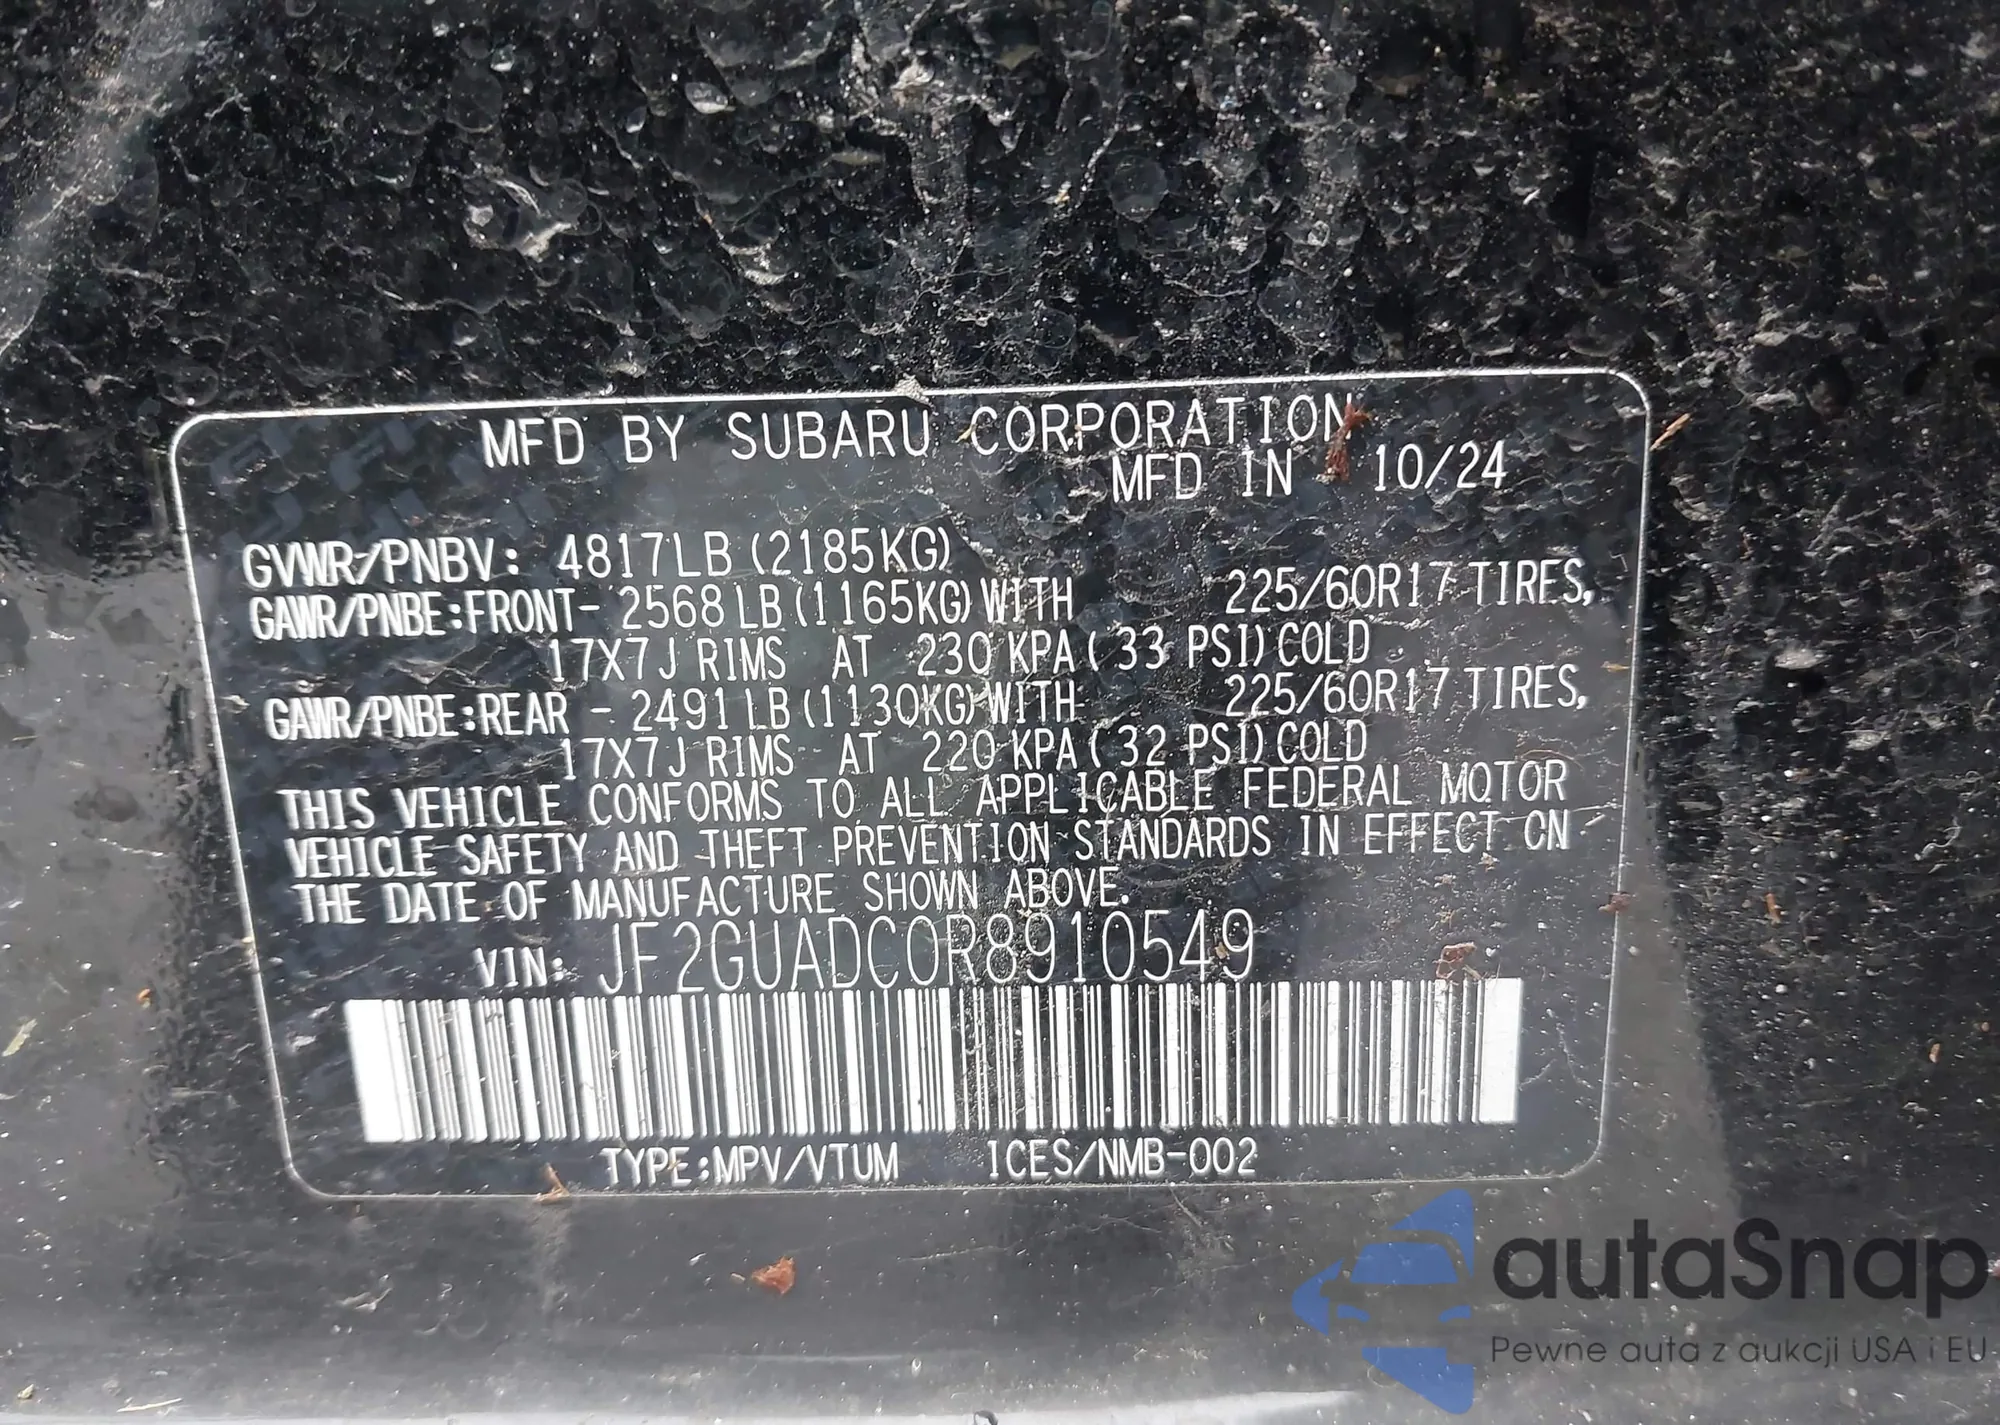 MFD BY SUBARU CORPORATION
MFD IN 10/24
GVWR/PNBV: 4817LB (2185KG)
GAWR/PNBE:FRONT- 2568LB (1165KG) WITH 225/60R17 TIRES,
17X7J RIMS AT 230 KPA ( 33 PSI) COLD
GAWR/PNBE:REAR - 2491LB (1130KG) WITH 225/60R17 TIRES,
17X7J RIMS AT 220 KPA ( 32 PSI) COLD
THIS VEHICLE CONFORMS TO ALL APPLICABLE FEDERAL MOTOR
VEHICLE SAFETY AND THEFT PREVENTION STANDARDS IN EFFECT ON
THE DATE OF MANUFACTURE SHOWN ABOVE.
VIN: JF2GUADC0R8910549
TYPE:MPV/VTUM ICES/NMB-002
autaSnap
Pewne auta z aukcji USA i EU